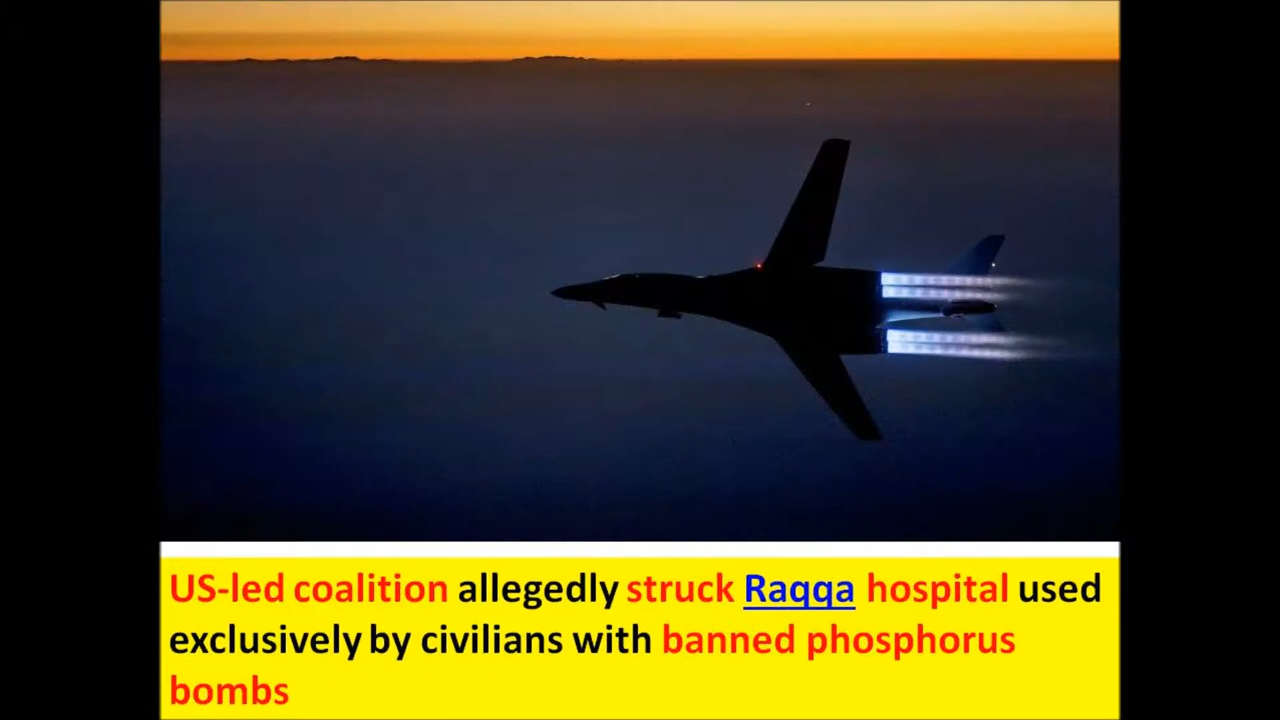 US-led coalition allegedly struck Raqqa hospital used
exclusively by civilians with banned phosphorus
bombs